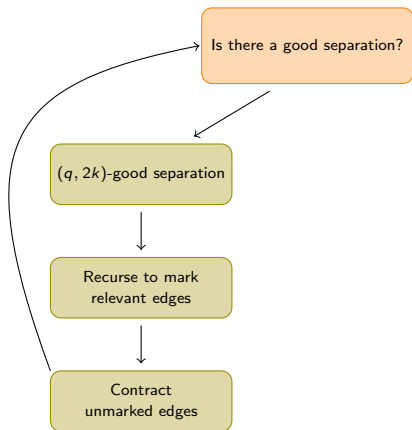 Is there a good separation?
(q, 2k)-good separation
Recurse to mark
relevant edges
Contract
unmarked edges